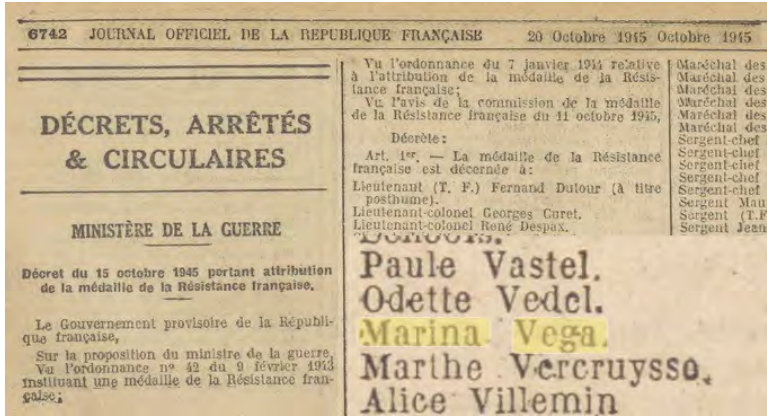 6742 JOURNAL OFFICIEL DE LA REPUBLIQUE FRANÇAISE 20 Octobre 1945 Octobre 1945
DÉCRETS, ARRÊTÉS
& CIRCULAIRES
MINISTÈRE DE LA GUERRE
Décret du 15 octobre 1945 portant attribution
de la médaille de la Résistance française.
Le Gouvernement provisoire de la Républi-
que française,
Sur la proposition du ministre de la guerre,
Vu l'ordonnance nº 42 du 9 février 1943
instituant une médaille de la Résistance fran-
çaise;
Vu l'ordonnance du 7 janvier 1944 relative
à l'attribution de la médaille de la Résis-
tance française;
Vu l'avis de la commission de la médaille
de la Résistance française du 11 octobre 1945,
Décrète:
Art. 1er. — La médaille de la Résistance
française est décernée à:
Lieutenant (T. F.) Fernand Dutour (à titre
posthume).
Lieutenant-colonel Georges Curet.
Lieutenant-colonel René Despax.
Maréchal des
Maréchal des
Maréchal des
Maréchal des
Maréchal des
Maréchal des
Sergent-chef
Sergent-chef
Sergent-chef
Sergent-chef
Sergent-chef
Sergent Mau
Sergent (T.F
Sergent Jean
Paule Vastel.
Odette Vedel.
Marina Vega.
Marthe Vercruysso.
Alice Villemin